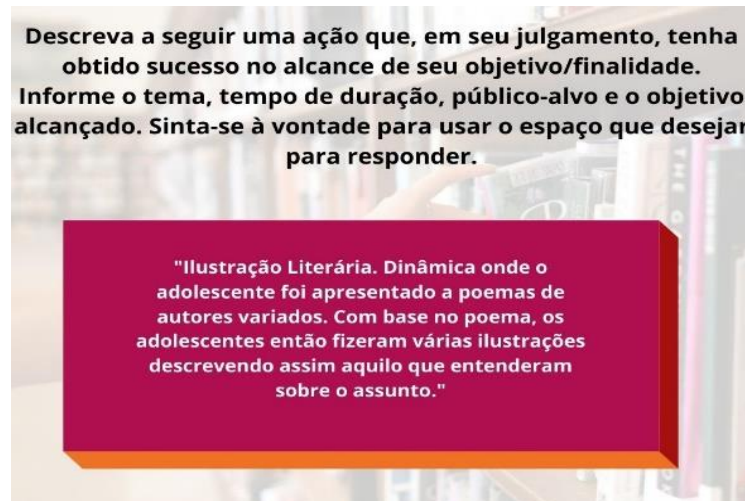 Descreva a seguir uma ação que, em seu julgamento, tenha
obtido sucesso no alcance de seu objetivo/finalidade.
Informe o tema, tempo de duração, público-alvo e o objetivo
alcançado. Sinta-se à vontade para usar o espaço que desejar
para responder.
"Ilustração Literária. Dinâmica onde o
adolescente foi apresentado a poemas de
autores variados. Com base no poema, os
adolescentes então fizeram várias ilustrações
descrevendo assim aquilo que entenderam
sobre o assunto."